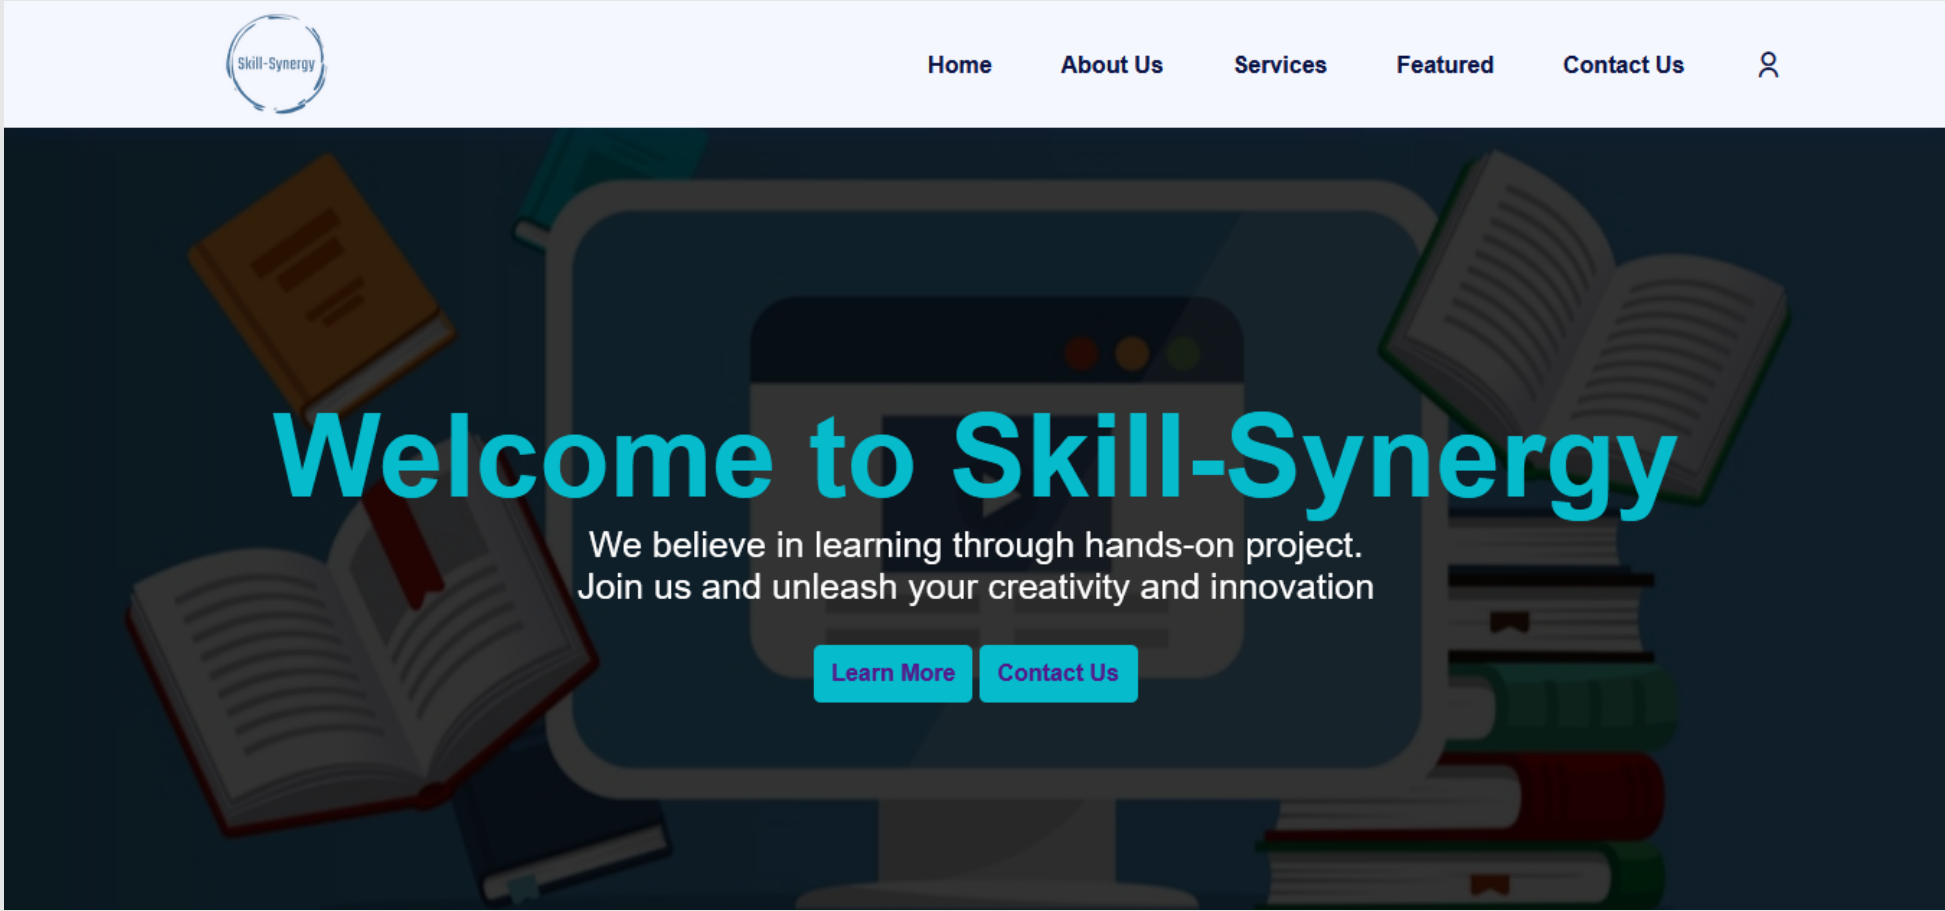 Skill-Synergy
Home About Us Services Featured Contact Us
Welcome to Skill-Synergy
We believe in learning through hands-on project.
Join us and unleash your creativity and innovation
Learn More Contact Us